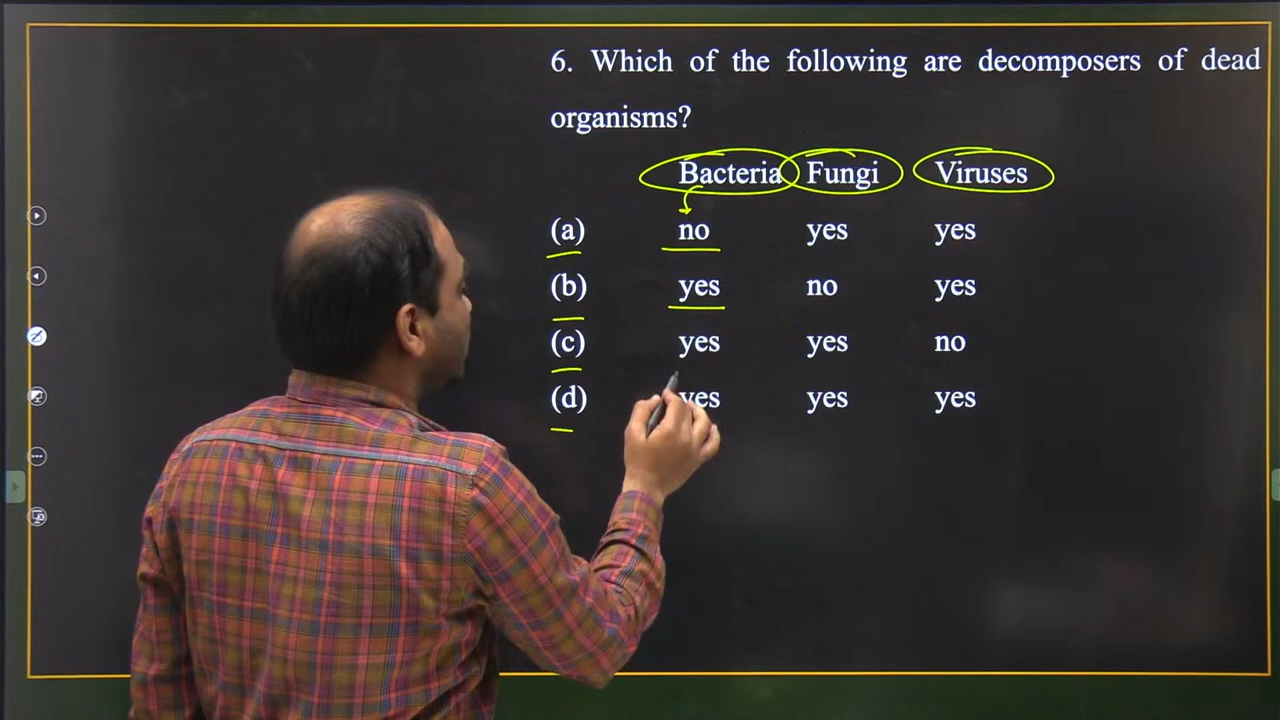 6. Which of the following are decomposers of dead
organisms?
Bacteria Fungi Viruses
(a) no yes yes
(b) yes no yes
(c) yes yes no
(d) yes yes yes